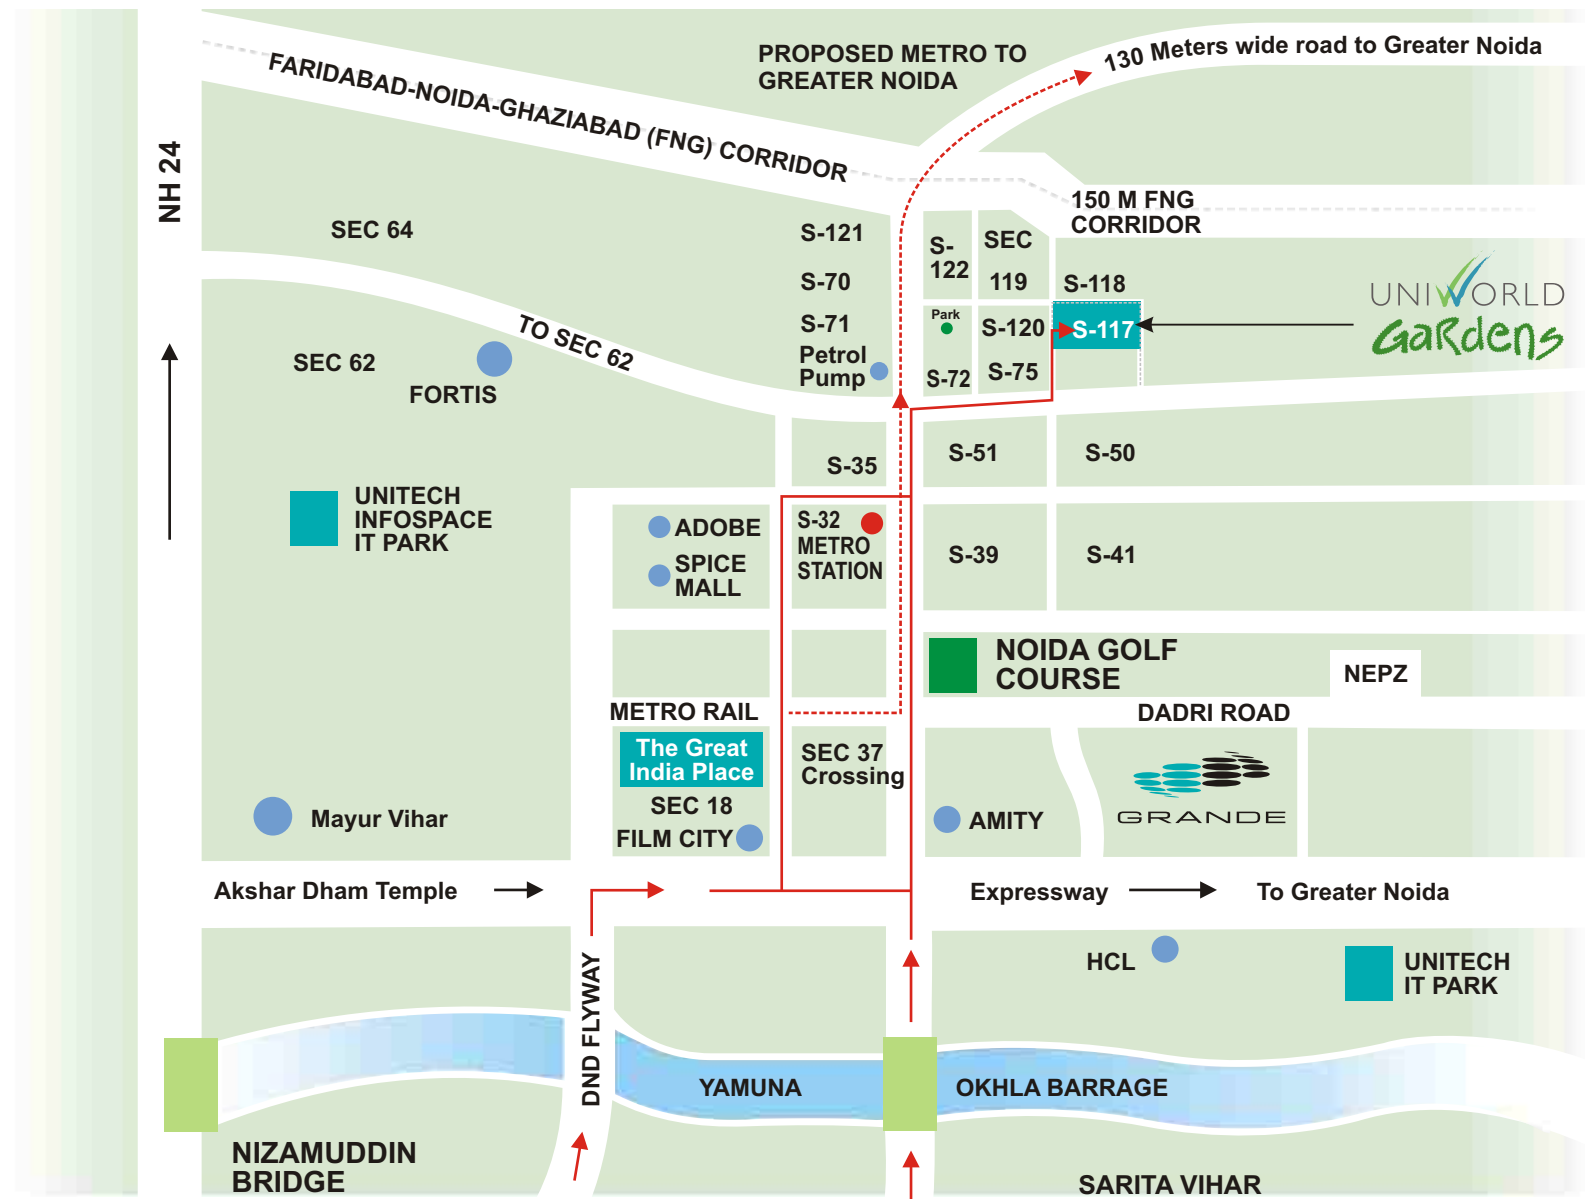 PROPOSED METRO TO
GREATER NOIDA
130 Meters wide road to Greater Noida
FARIDABAD-NOIDA-GHAZIABAD (FNG) CORRIDOR
NH 24
150 M FNG
CORRIDOR
SEC 64
S-121
S-
122
SEC
119
S-70
S-118
UNIWORLD
GaRdens
S-71
Park
S-120
S-117
TO SEC 62
SEC 62
FORTIS
Petrol
Pump
S-72
S-75
S-35
S-51
S-50
UNITECH
INFOSPACE
IT PARK
ADOBE
SPICE
MALL
S-32
METRO
STATION
S-39
S-41
NOIDA GOLF
COURSE
NEPZ
METRO RAIL
DADRI ROAD
The Great
India Place
SEC 18
FILM CITY
SEC 37
Crossing
AMITY
GRANDE
Mayur Vihar
Akshar Dham Temple
Expressway
To Greater Noida
DND FLYWAY
HCL
UNITECH
IT PARK
YAMUNA
OKHLA BARRAGE
NIZAMUDDIN
BRIDGE
SARITA VIHAR